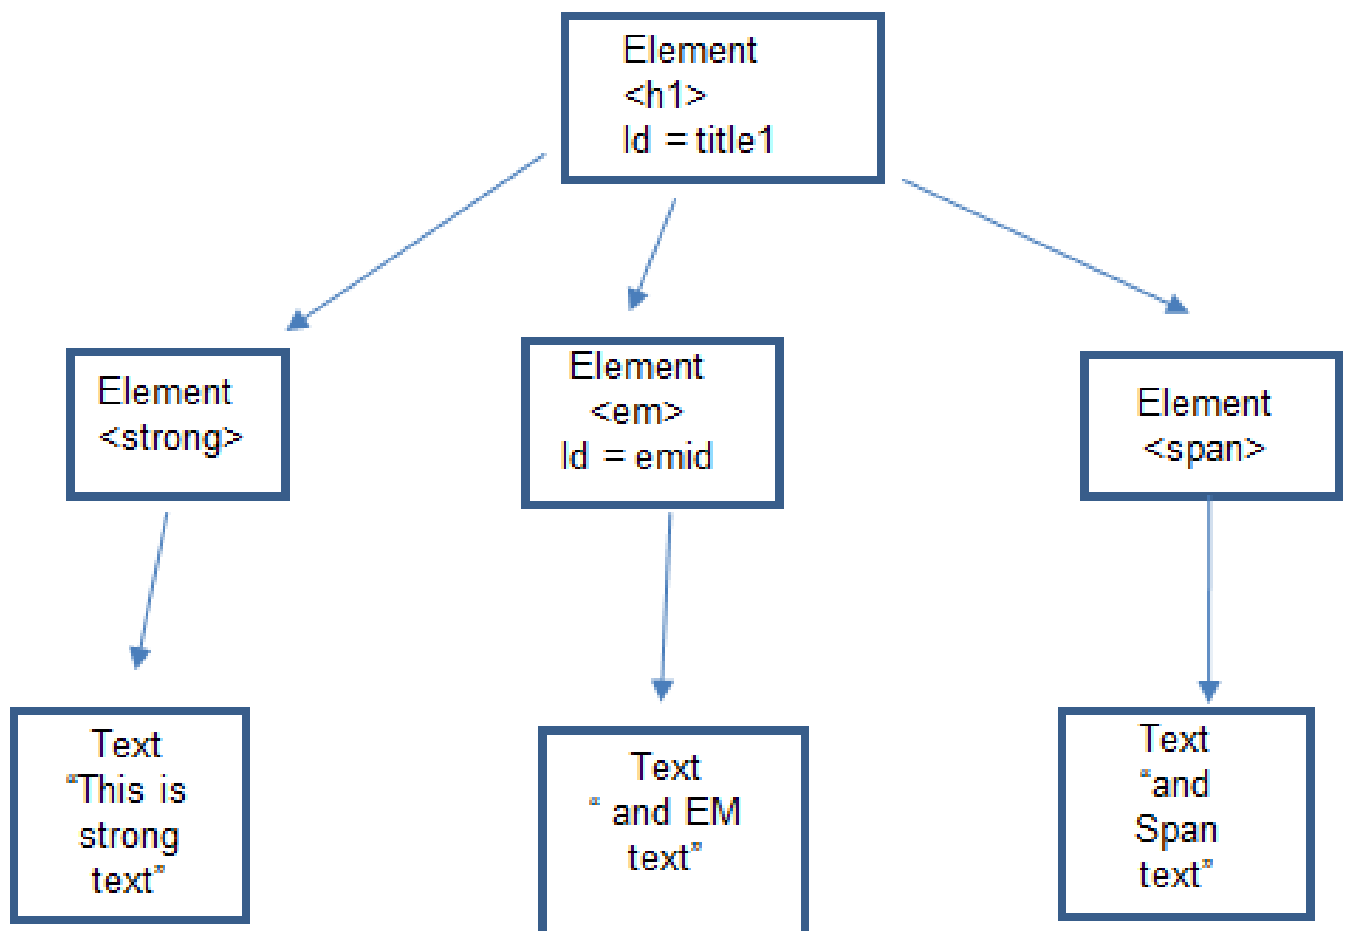 Element
<h1>
Id = title1
Element
<strong>
Element
<em>
Id = emid
Element
<span>
Text
“This is
strong
text”
Text
“ and EM
text”
Text
“and
Span
text”